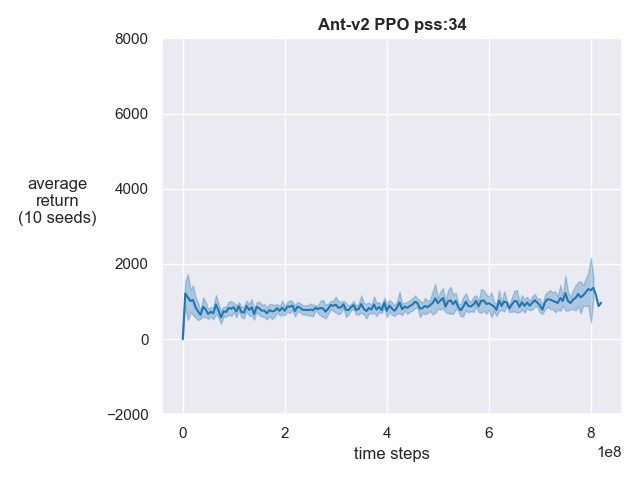 Ant-v2 PPO pss:34
8000
6000
4000
2000
0
−2000
average
return
(10 seeds)
0 2 4 6 8
1e8
time steps